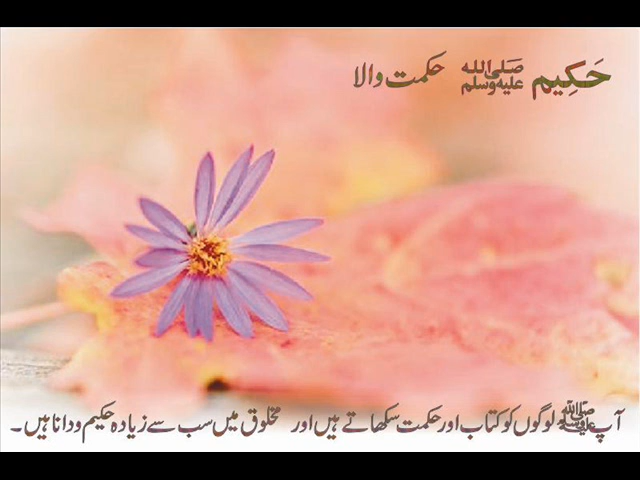 حَکِیم ﷺ حکمت والا
آپ ﷺ لوگوں کو کتاب اور حکمت سکھاتے ہیں اور مخلوق میں سب سے زیادہ حکیم و دانا ہیں۔